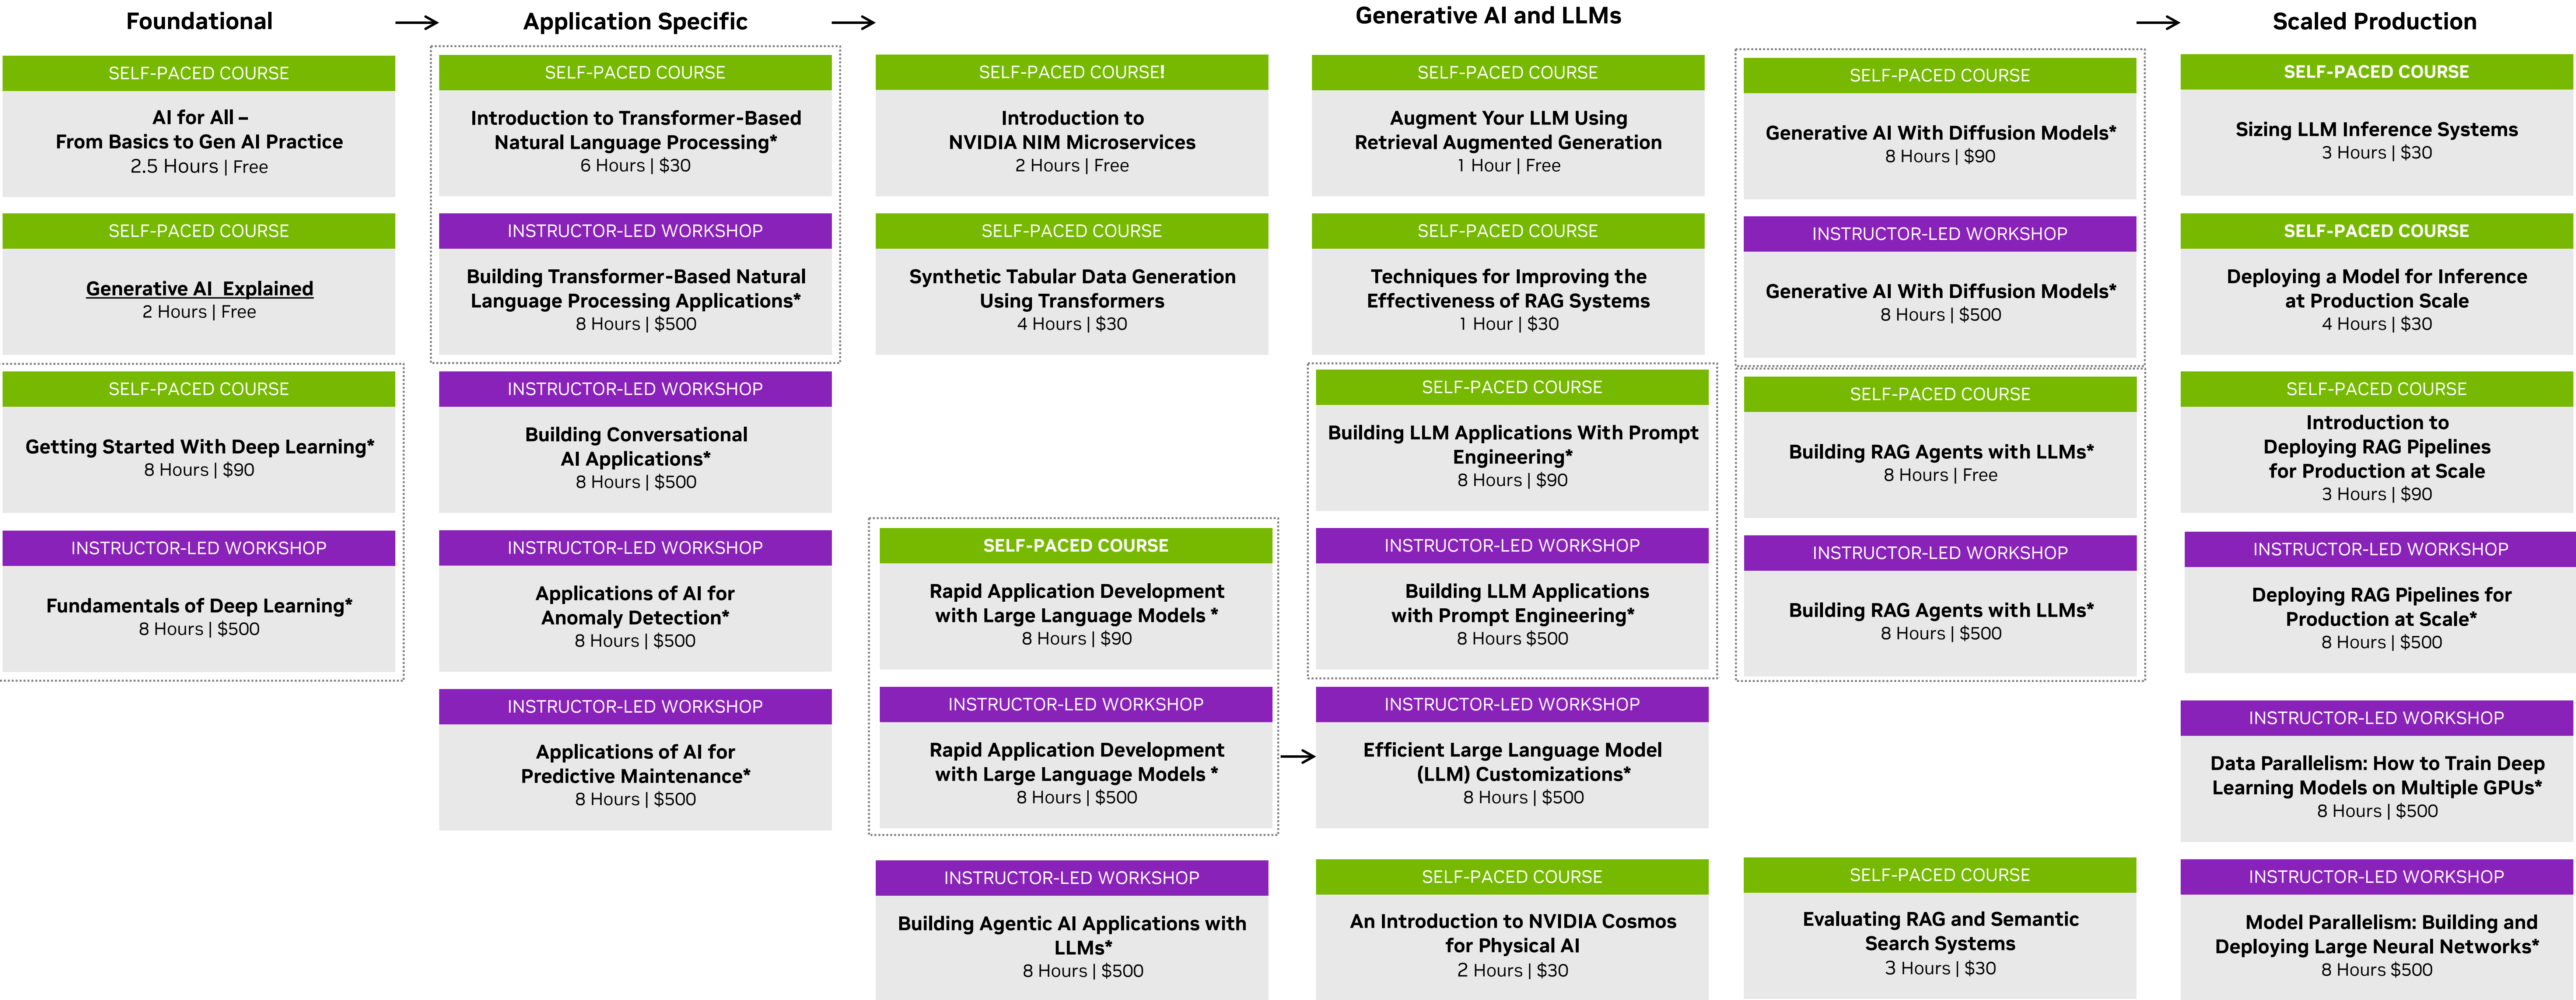 Foundational
Application Specific
Generative AI and LLMs
Scaled Production
SELF-PACED COURSE
AI for All –
From Basics to Gen AI Practice
2.5 Hours | Free
SELF-PACED COURSE
Generative AI  Explained
2 Hours | Free
SELF-PACED COURSE
Getting Started With Deep Learning*
8 Hours | $90
INSTRUCTOR-LED WORKSHOP
Fundamentals of Deep Learning*
8 Hours | $500
SELF-PACED COURSE
Introduction to Transformer-Based
Natural Language Processing*
6 Hours | $30
INSTRUCTOR-LED WORKSHOP
Building Transformer-Based Natural
Language Processing Applications*
8 Hours | $500
INSTRUCTOR-LED WORKSHOP
Building Conversational
AI Applications*
8 Hours | $500
INSTRUCTOR-LED WORKSHOP
Applications of AI for
Anomaly Detection*
8 Hours | $500
INSTRUCTOR-LED WORKSHOP
Applications of AI for
Predictive Maintenance*
8 Hours | $500
SELF-PACED COURSE!
Introduction to
NVIDIA NIM Microservices
2 Hours | Free
SELF-PACED COURSE
Synthetic Tabular Data Generation
Using Transformers
4 Hours | $30
SELF-PACED COURSE
Rapid Application Development
with Large Language Models *
8 Hours | $90
INSTRUCTOR-LED WORKSHOP
Rapid Application Development
with Large Language Models *
8 Hours | $500
INSTRUCTOR-LED WORKSHOP
Building Agentic AI Applications with
LLMs*
8 Hours | $500
SELF-PACED COURSE
Augment Your LLM Using
Retrieval Augmented Generation
1 Hour | Free
SELF-PACED COURSE
Techniques for Improving the
Effectiveness of RAG Systems
1 Hour | $30
SELF-PACED COURSE
Building LLM Applications With Prompt
Engineering*
8 Hours | $90
INSTRUCTOR-LED WORKSHOP
Building LLM Applications
with Prompt Engineering*
8 Hours $500
INSTRUCTOR-LED WORKSHOP
Efficient Large Language Model
(LLM) Customizations*
8 Hours | $500
SELF-PACED COURSE
An Introduction to NVIDIA Cosmos
for Physical AI
2 Hours | $30
SELF-PACED COURSE
Generative AI With Diffusion Models*
8 Hours | $90
INSTRUCTOR-LED WORKSHOP
Generative AI With Diffusion Models*
8 Hours | $500
SELF-PACED COURSE
Building RAG Agents with LLMs*
8 Hours | Free
INSTRUCTOR-LED WORKSHOP
Building RAG Agents with LLMs*
8 Hours | $500
SELF-PACED COURSE
Evaluating RAG and Semantic
Search Systems
3 Hours | $30
SELF-PACED COURSE
Sizing LLM Inference Systems
3 Hours | $30
SELF-PACED COURSE
Deploying a Model for Inference
at Production Scale
4 Hours | $30
SELF-PACED COURSE
Introduction to
Deploying RAG Pipelines
for Production at Scale
3 Hours | $90
INSTRUCTOR-LED WORKSHOP
Deploying RAG Pipelines for
Production at Scale*
8 Hours | $500
INSTRUCTOR-LED WORKSHOP
Data Parallelism: How to Train Deep
Learning Models on Multiple GPUs*
8 Hours | $500
INSTRUCTOR-LED WORKSHOP
Model Parallelism: Building and
Deploying Large Neural Networks*
8 Hours $500